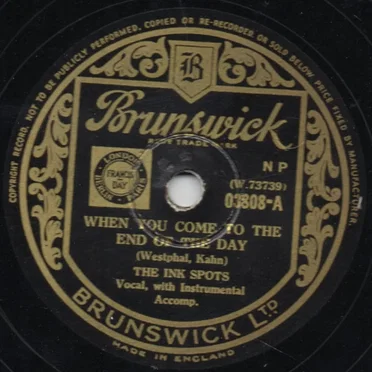 COPYRIGHT RECORD. NOT TO BE PUBLICLY PERFORMED, COPIED OR RE-RECORDED OR SOLD BELOW PRICE FIXED BY MANUFACTURER.
B
Brunswick
TRADE MARK
N P
LONDON
FRANCIS
DAY
(W.73739)
03808-A
WHEN YOU COME TO THE
END OF THE DAY
(Westphal, Kahn)
THE INK SPOTS
Vocal, with Instrumental
Accomp.
BRUNSWICK LTD
MADE IN ENGLAND